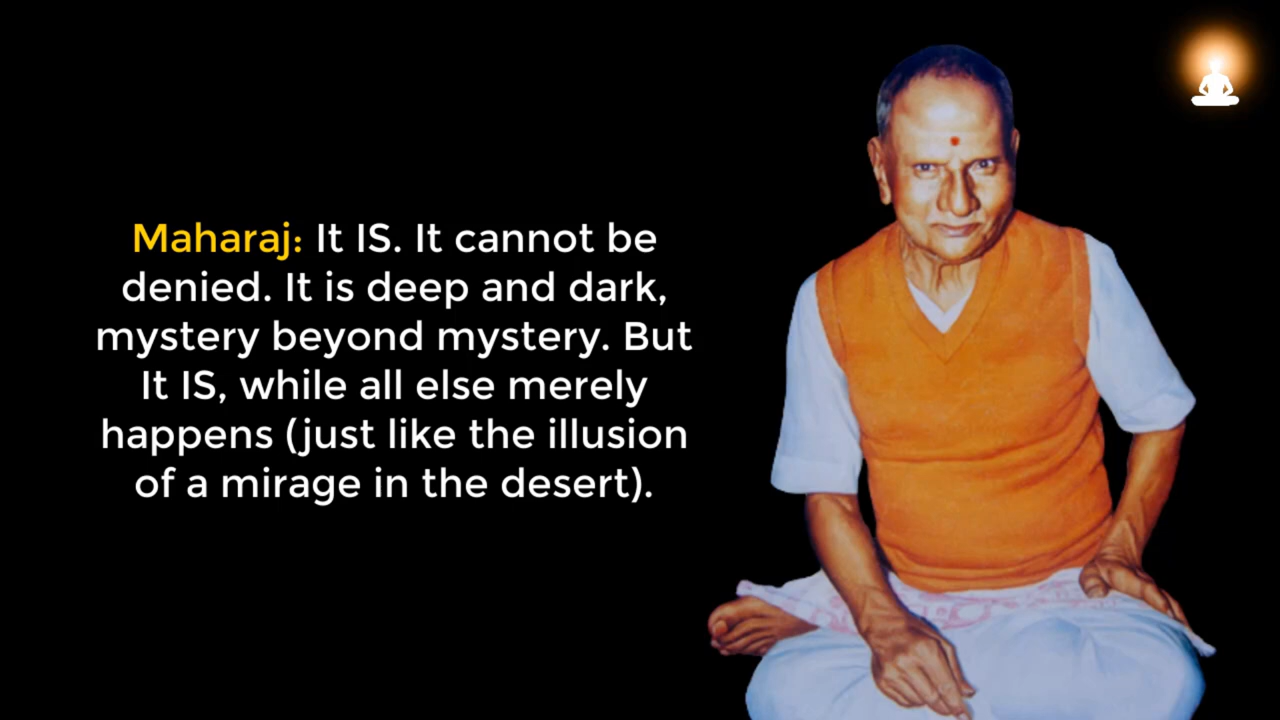 Maharaj: It IS. It cannot be
denied. It is deep and dark,
mystery beyond mystery. But
It IS, while all else merely
happens (just like the illusion
of a mirage in the desert).